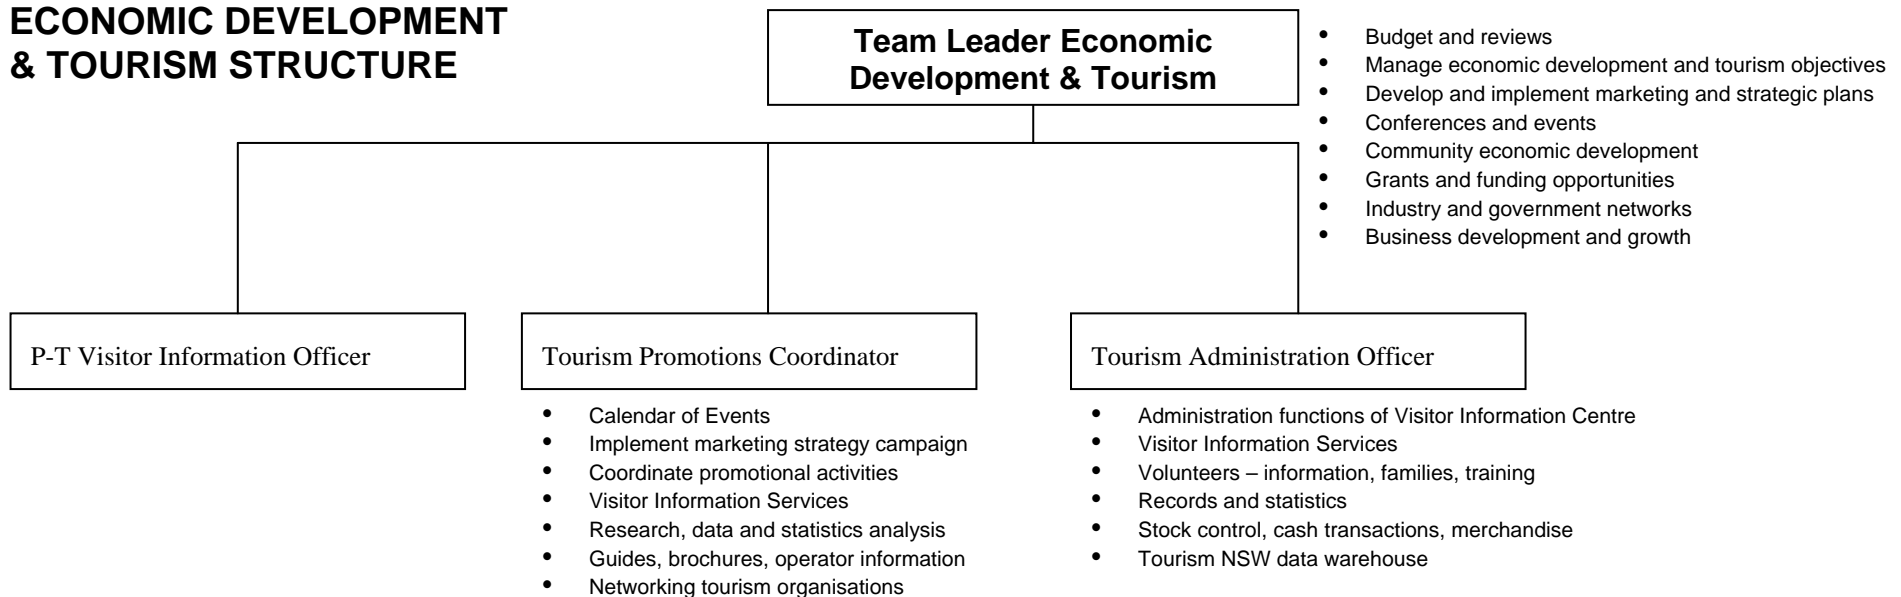 ECONOMIC DEVELOPMENT
& TOURISM STRUCTURE
Team Leader Economic
Development & Tourism
• Budget and reviews
• Manage economic development and tourism objectives
• Develop and implement marketing and strategic plans
• Conferences and events
• Community economic development
• Grants and funding opportunities
• Industry and government networks
• Business development and growth
P-T Visitor Information Officer
Tourism Promotions Coordinator
• Calendar of Events
• Implement marketing strategy campaign
• Coordinate promotional activities
• Visitor Information Services
• Research, data and statistics analysis
• Guides, brochures, operator information
• Networking tourism organisations
Tourism Administration Officer
• Administration functions of Visitor Information Centre
• Visitor Information Services
• Volunteers – information, families, training
• Records and statistics
• Stock control, cash transactions, merchandise
• Tourism NSW data warehouse